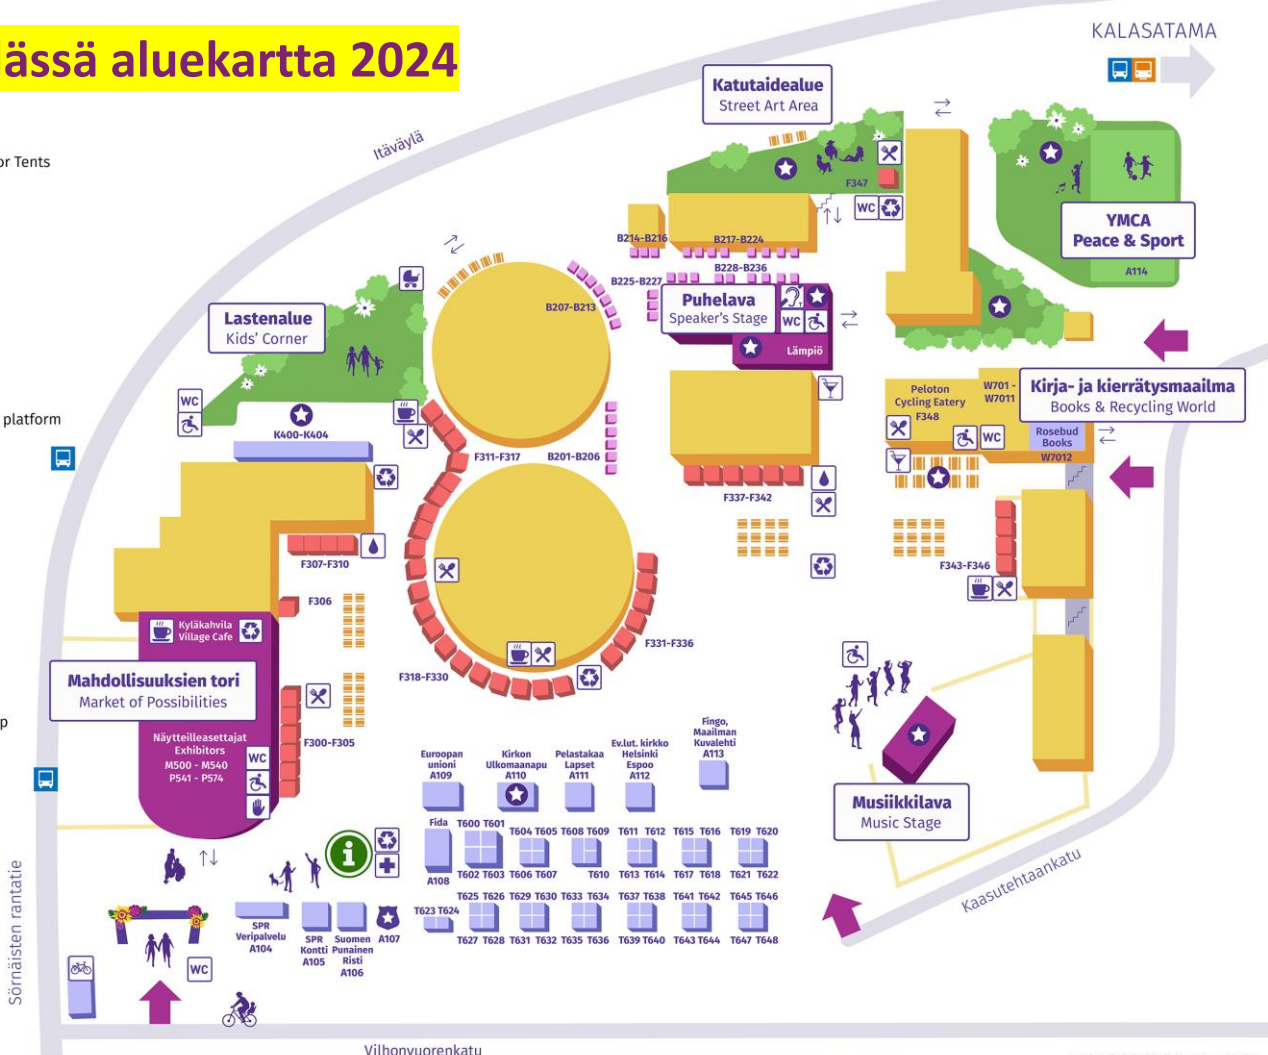 ässä aluekartta 2024
KALASATAMA
Katutaidealue
Street Art Area
Itäväylä
or Tents
F347
WC
YMCA
Peace & Sport
A114
B214-B216
B217-B224
B228-B236
B225-B227
B207-B213
Puhelava
Speaker's Stage
WC
Lämpiö
Lastenalue
Kids' Corner
WC
platform
K400-K404
F311-F317
B201-B206
Peloton
Cycling Eatery
F348
W701 -
W7011
Kirja- ja kierrätysmaailma
Books & Recycling World
WC
Rosebud
Books
W7012
F337-F342
F307-F310
F343-F346
F306
Kyläkahvila
Village Cafe
F331-F336
Mahdollisuuksien tori
Market of Possibilities
F318-F330
p
Näytteilleasettajat
Exhibitors
M500 - M540
P541 - P574
WC
F300-F305
Fingo,
Maailman
Kuvalehti
A113
Euroopan
unioni
A109
Kirkon
Ulkomaanapu
A110
Pelastakaa
Lapset
A111
Ev.lut. kirkko
Helsinki
Espoo
A112
Musiikkilava
Music Stage
Fida
A108
T600 T601
T602 T603
T604 T605
T606 T607
T608 T609
T610
T611 T612
T613 T614
T615 T616
T617 T618
T619 T620
T621 T622
T623 T624
T625 T626
T627 T628
T629 T630
T631 T632
T633 T634
T635 T636
T637 T638
T639 T640
T641 T642
T643 T644
T645 T646
T647 T648
i
SPR
Veripalvelu
A104
SPR
Kontti
A105
Suomen
Punainen
Risti
A106
A107
WC
Kaasutehtaankatu
Sörnäisten rantatie
Vilhonvuorenkatu